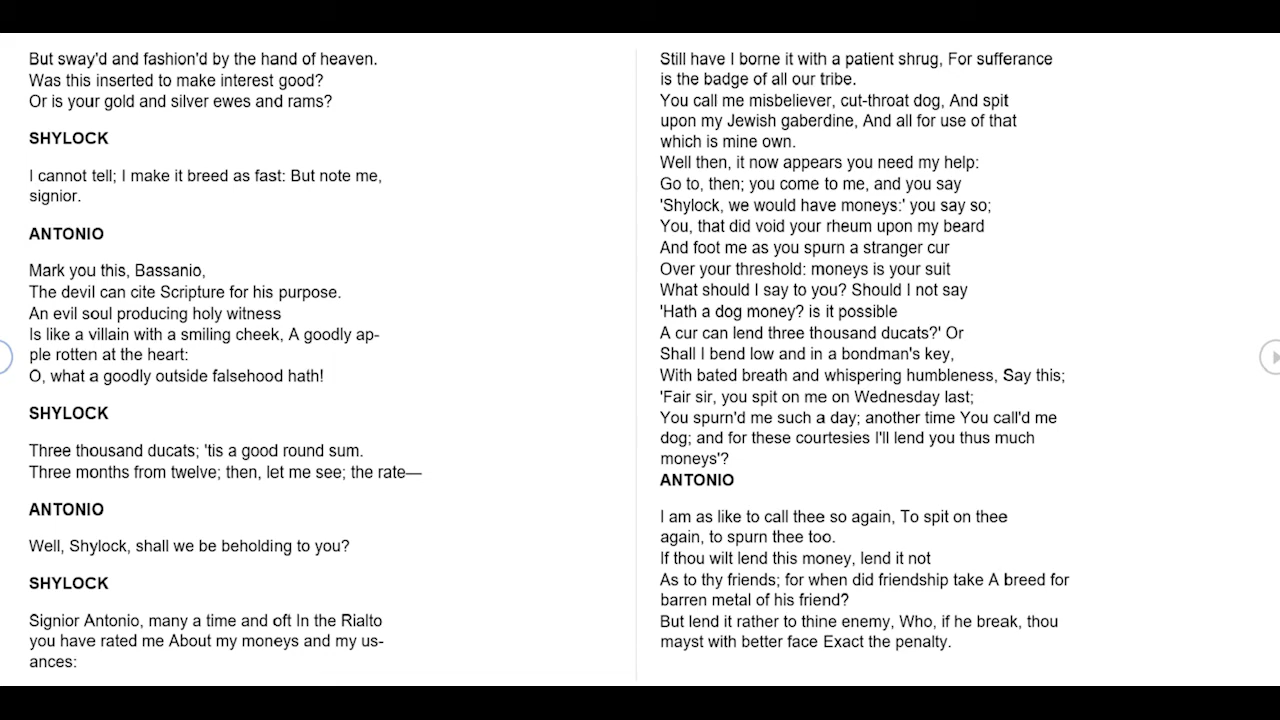 But sway'd and fashion'd by the hand of heaven.
Was this inserted to make interest good?
Or is your gold and silver ewes and rams?
SHYLOCK
I cannot tell; I make it breed as fast: But note me,
signior.
ANTONIO
Mark you this, Bassanio,
The devil can cite Scripture for his purpose.
An evil soul producing holy witness
Is like a villain with a smiling cheek, A goodly ap-
ple rotten at the heart:
O, what a goodly outside falsehood hath!
SHYLOCK
Three thousand ducats; 'tis a good round sum.
Three months from twelve; then, let me see; the rate—
ANTONIO
Well, Shylock, shall we be beholding to you?
SHYLOCK
Signior Antonio, many a time and oft In the Rialto
you have rated me About my moneys and my us-
ances:
Still have I borne it with a patient shrug, For sufferance
is the badge of all our tribe.
You call me misbeliever, cut-throat dog, And spit
upon my Jewish gaberdine, And all for use of that
which is mine own.
Well then, it now appears you need my help:
Go to, then; you come to me, and you say
'Shylock, we would have moneys:' you say so;
You, that did void your rheum upon my beard
And foot me as you spurn a stranger cur
Over your threshold: moneys is your suit
What should I say to you? Should I not say
'Hath a dog money? is it possible
A cur can lend three thousand ducats?' Or
Shall I bend low and in a bondman's key,
With bated breath and whispering humbleness, Say this;
'Fair sir, you spit on me on Wednesday last;
You spurn'd me such a day; another time You call'd me
dog; and for these courtesies I'll lend you thus much
moneys'?
ANTONIO
I am as like to call thee so again, To spit on thee
again, to spurn thee too.
If thou wilt lend this money, lend it not
As to thy friends; for when did friendship take A breed for
barren metal of his friend?
But lend it rather to thine enemy, Who, if he break, thou
mayst with better face Exact the penalty.